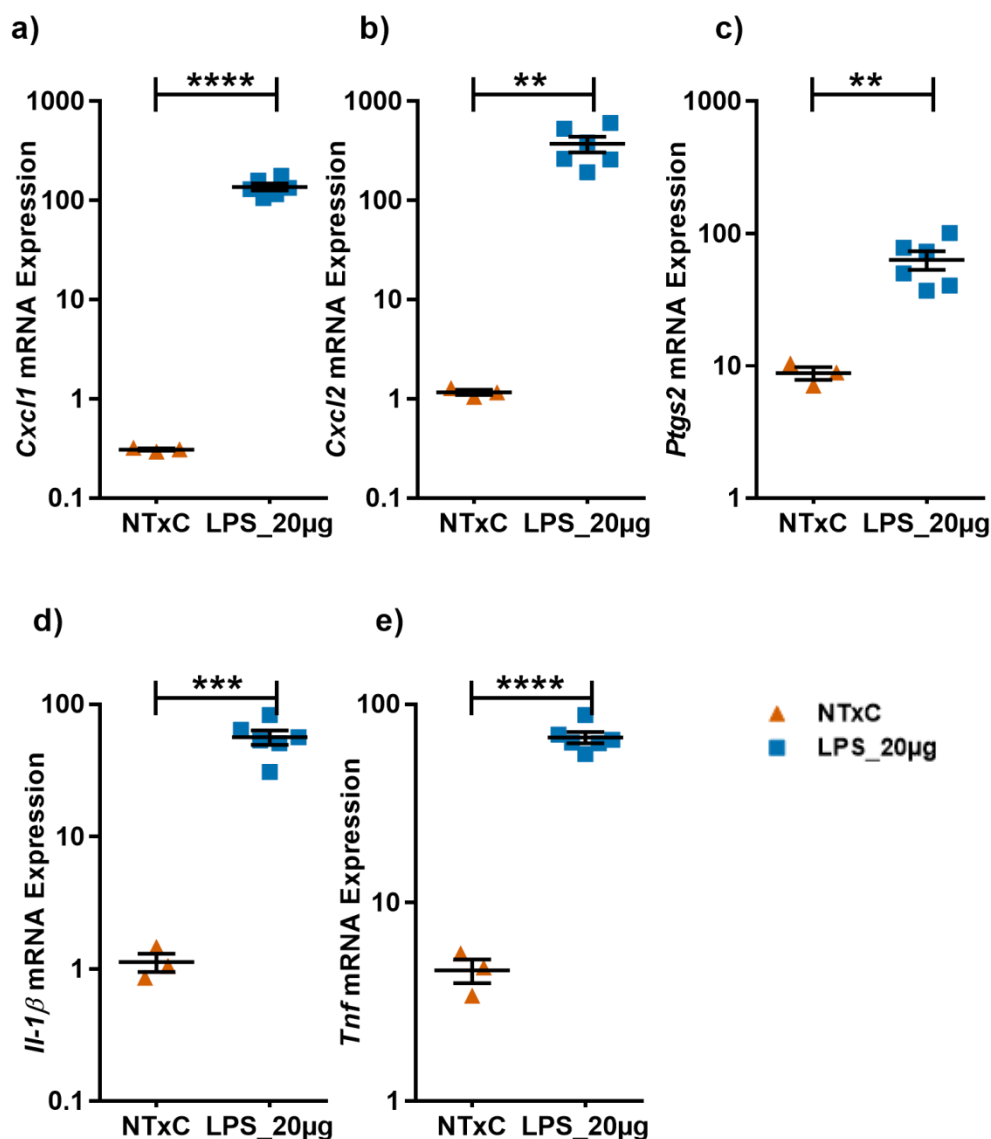 a)
b)
c)
****
**
**
1000
100
10
1
0.1
Cxcl1 mRNA Expression
NTxC LPS_20µg
1000
100
10
1
0.1
Cxcl2 mRNA Expression
NTxC LPS_20µg
1000
100
10
1
Ptgs2 mRNA Expression
NTxC LPS_20µg
d)
e)
***
****
100
10
1
0.1
Il-1β mRNA Expression
NTxC LPS_20µg
100
10
1
Tnf mRNA Expression
NTxC LPS_20µg
NTxC
LPS_20µg